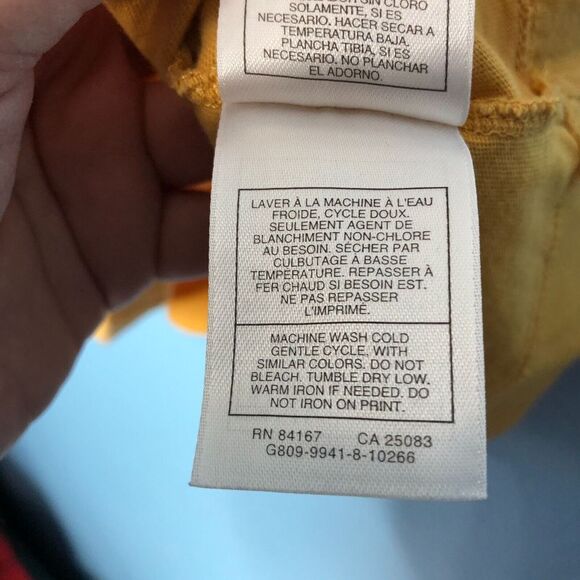 SIN CLORO
SOLAMENTE, SI ES
NECESARIO. HACER SECAR A
TEMPERATURA BAJA,
PLANCHA TIBIA, SI ES
NECESARIO. NO PLANCHAR
EL ADORNO.
LAVER À LA MACHINE À L'EAU
FROIDE, CYCLE DOUX.
SEULEMENT AGENT DE
BLANCHIMENT NON-CHLORE
AU BESOIN. SÉCHER PAR
CULBUTAGE À BASSE
TEMPÉRATURE. REPASSER À
FER CHAUD SI BESOIN EST.
NE PAS REPASSER
L'IMPRIMÉ.
MACHINE WASH COLD
GENTLE CYCLE, WITH
SIMILAR COLORS. DO NOT
BLEACH. TUMBLE DRY LOW.
WARM IRON IF NEEDED. DO
NOT IRON ON PRINT.
RN 84167 CA 25083
G809-9941-8-10266